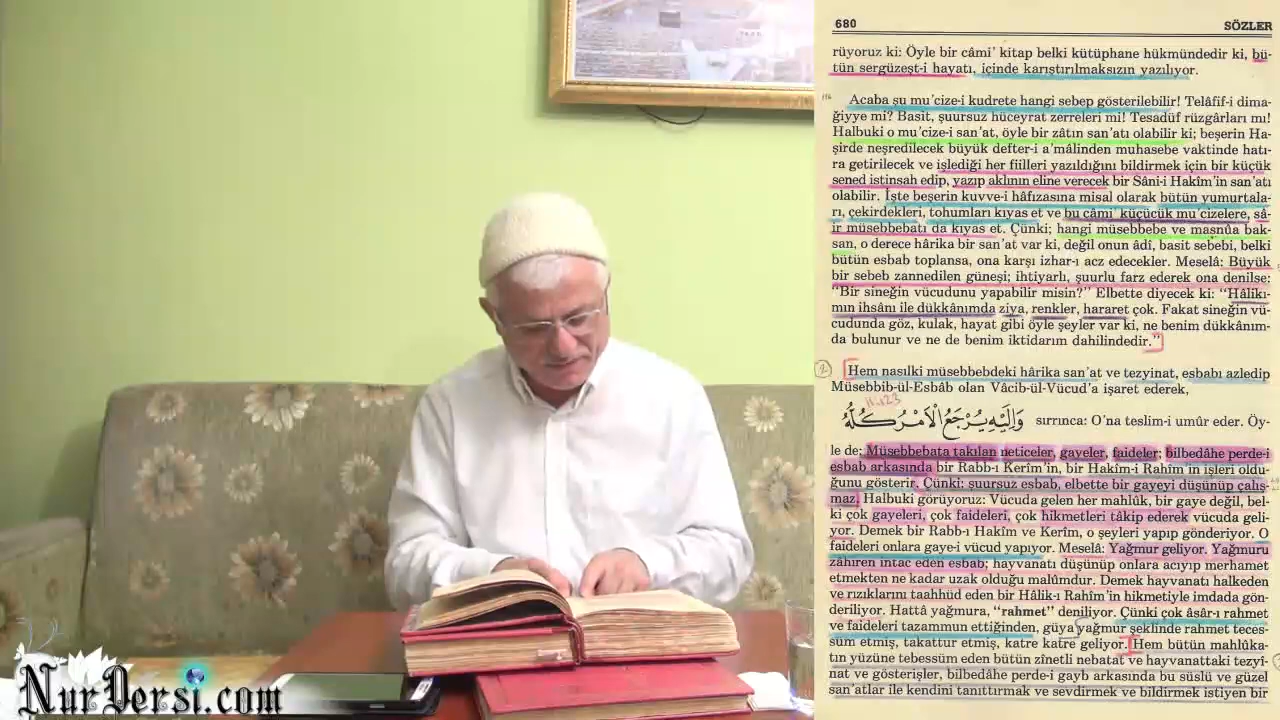 680
SÖZLER
rüyoruz ki: Öyle bir câmi' kitap belki kütüphane hükmündedir ki, bü-
tün sergüzeşt-i hayatı, içinde karıştırılmaksızın yazılıyor.
Acaba şu mu'cize-i kudrete hangi sebep gösterilebilir! Telâfif-i dima-
ğiyye mi? Basit, şuursuz hüceyrat zerreleri mi! Tesadüf rüzgârları mı!
Halbuki o mu'cize-i san'at, öyle bir zâtın san'atı olabilir ki; beşerin Ha-
şirde neşredilecek büyük defter-i a'mâlinden muhasebe vaktinde hatı-
ra getirilecek ve işlediği her fiilleri yazıldığını bildirmek için bir küçük
sened istinsah edip, yazıp aklının eline verecek bir Sâni-i Hakîm'in san'atı
olabilir. İşte beşerin kuvve-i hâfızasına misal olarak bütün yumurtala-
rı, çekirdekleri, tohumları kıyas et ve bu câmi' küçücük mu'cizelere, sâ-
ir müsebbebatı da kıyas et. Çünki; hangi müsebbebe ve masnûa bak-
san, o derece hârika bir san'at var ki, değil onun âdî, basit sebebi, belki
bütün esbab toplansa, ona karşı izhar-ı acz edecekler. Meselâ: Büyük
bir sebeb zannedilen güneşi; ihtiyarlı, şuurlu farz ederek ona denilse:
"Bir sineğin vücudunu yapabilir misin?" Elbette diyecek ki: "Hâlikı-
mın ihsânı ile dükkânımda ziya, renkler, hararet çok. Fakat sineğin vü-
cudunda göz, kulak, hayat gibi öyle şeyler var ki, ne benim dükkânım-
da bulunur ve ne de benim iktidarım dahilindedir."
Hem nasılki müsebbebdeki hârika san'at ve tezyinat, esbabı azledip
Müsebbib-ül-Esbâb olan Vâcib-ül-Vücud'a işaret ederek,
11.123
وَاِلَيْهِ يُرْجَعُ الْاَمْرُ كُلُّهُ sırrınca: O'na teslim-i umûr eder. Öy-
le de; Müsebbebata takılan neticeler, gayeler, faideler; bilbedâhe perde-i
esbab arkasında bir Rabb-ı Kerîm'in, bir Hakîm-i Rahîm'in işleri oldu-
ğunu gösterir. Çünki: şuursuz esbab, elbette bir gayeyi düşünüp çalış-
maz. Halbuki görüyoruz: Vücuda gelen her mahlûk, bir gaye değil, bel-
ki çok gayeleri, çok faideleri, çok hikmetleri tâkip ederek vücuda geli-
yor. Demek bir Rabb-ı Hakîm ve Kerîm, o şeyleri yapıp gönderiyor. O
faideleri onlara gaye-i vücud yapıyor. Meselâ: Yağmur geliyor. Yağmuru
zâhiren intac eden esbab; hayvanatı düşünüp onlara acıyıp merhamet
etmekten ne kadar uzak olduğu malûmdur. Demek hayvanatı halkeden
ve rızıklarını taahhüd eden bir Hâlik-ı Rahîm'in hikmetiyle imdada gön-
deriliyor. Hattâ yağmura, "rahmet" deniliyor. Çünki çok âsâr-ı rahmet
ve faideleri tazammun ettiğinden, güya yağmur şeklinde rahmet teces-
süm etmiş, takattur etmiş, katre katre geliyor. Hem bütün mahlûka-
tın yüzüne tebessüm eden bütün zînetli nebatat ve hayvanattaki tezyi-
nat ve gösterişler, bilbedâhe perde-i gayb arkasında bu süslü ve güzel
san'atlar ile kendini tanıttırmak ve sevdirmek ve bildirmek istiyen bir
NurDersi.com